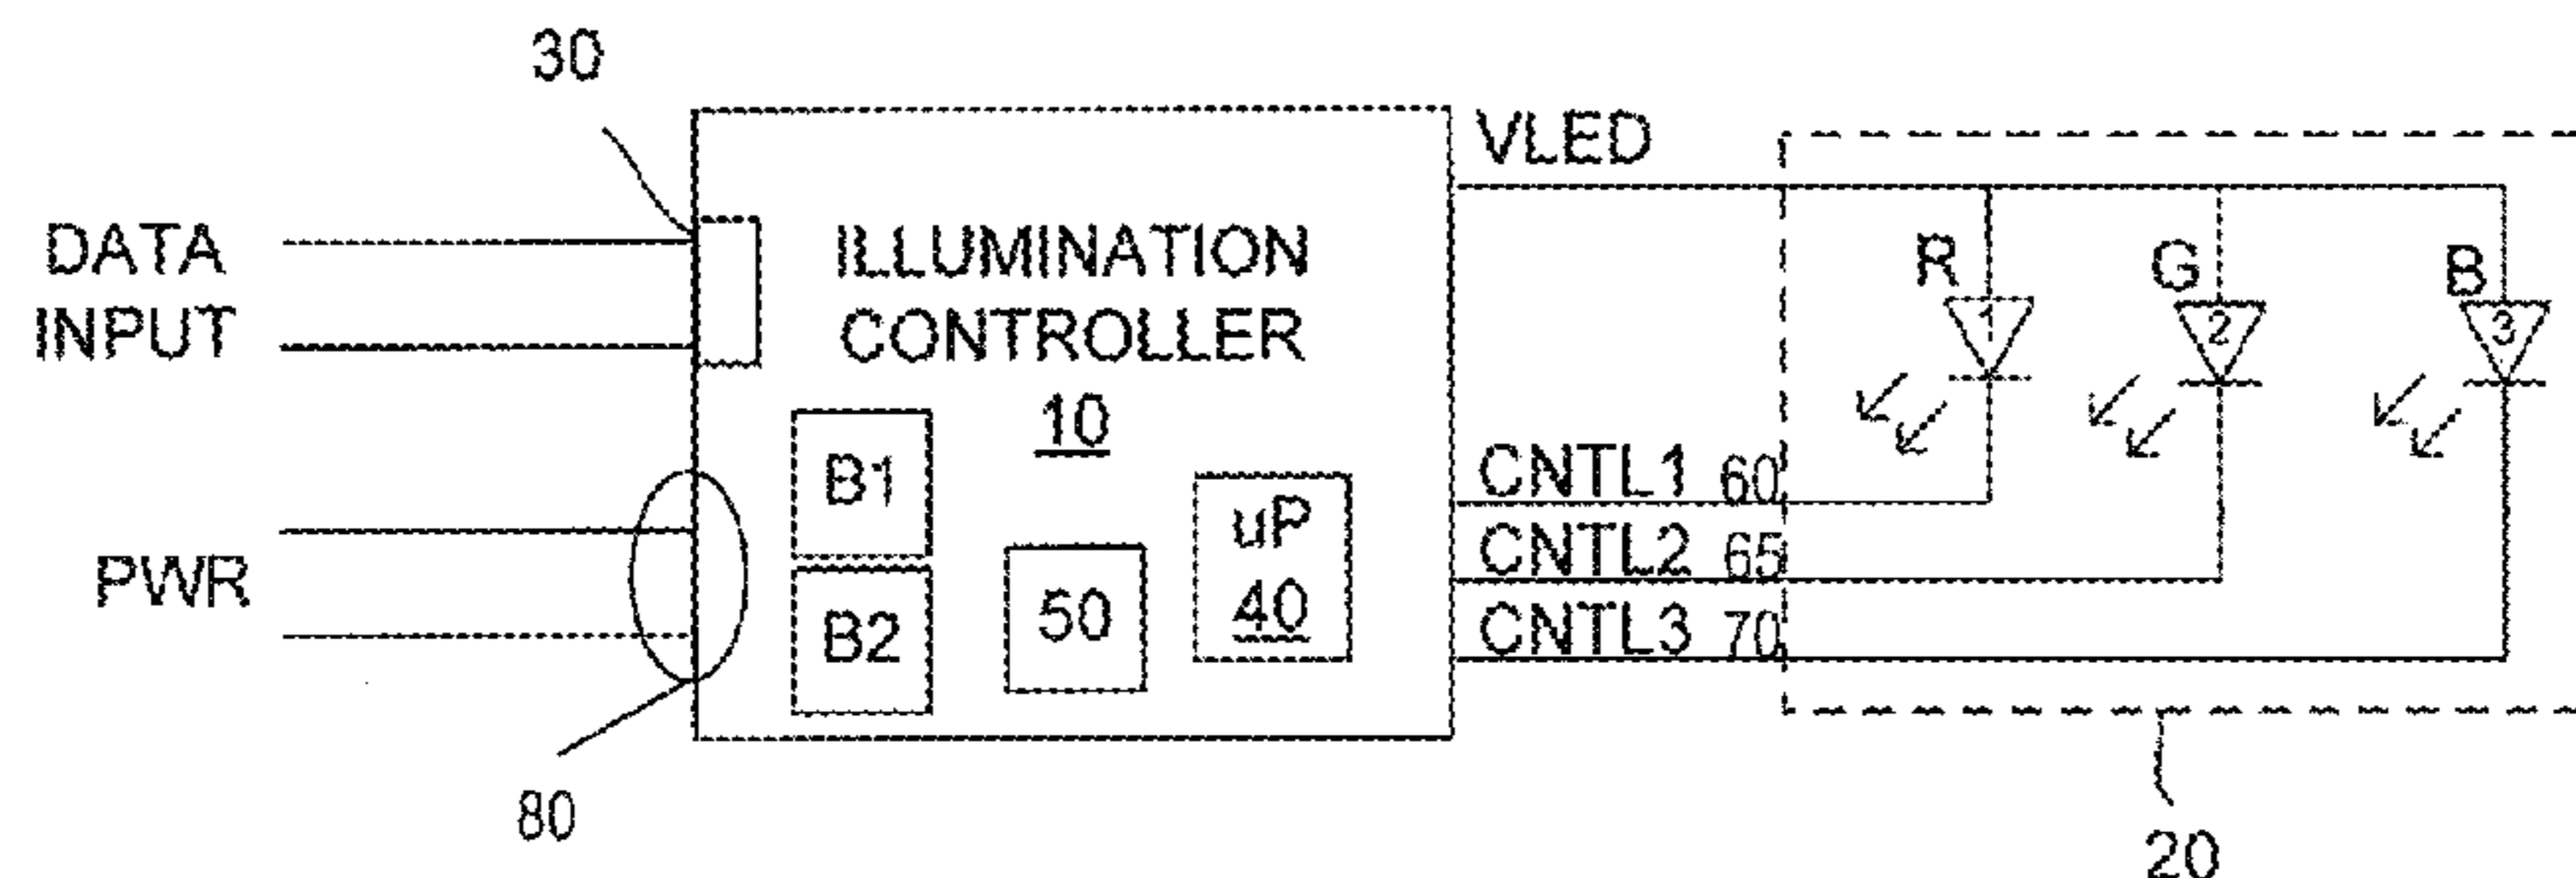 30
DATA
INPUT
PWR
80
ILLUMINATION
CONTROLLER
10
B1
B2
50
uP
40
VLED
CNTL1 60
CNTL2 65
CNTL3 70
R
1
G
2
B
3
20